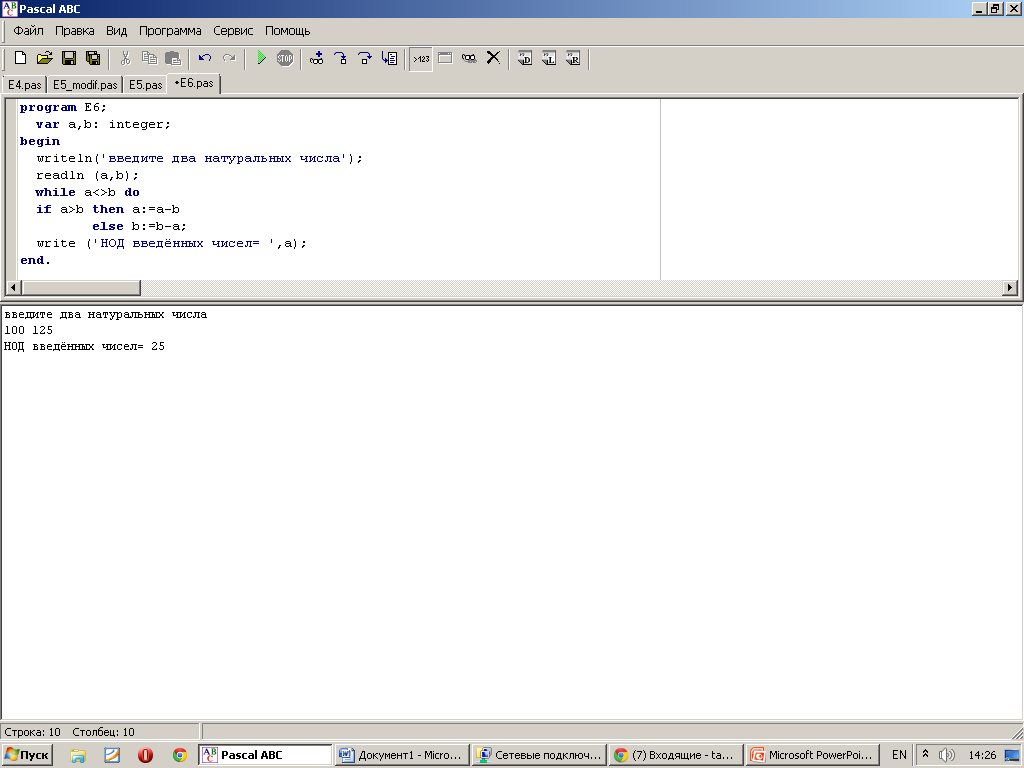 Pascal ABC
Файл Правка Вид Программа Сервис Помощь
E4.pas E5_modif.pas E5.pas •E6.pas
program E6;
var a,b: integer;
begin
writeln('введите два натуральных числа');
readln (a,b);
while a<>b do
if a>b then a:=a-b
else b:=b-a;
write ('НОД введённых чисел= ',a);
end.
введите два натуральных числа
100 125
НОД введённых чисел= 25
Строка: 10 Столбец: 10
Пуск Pascal ABC Документ1 - Micro... Сетевые подключ... (7) Входящие - ta... Microsoft PowerPoi... EN 14:26